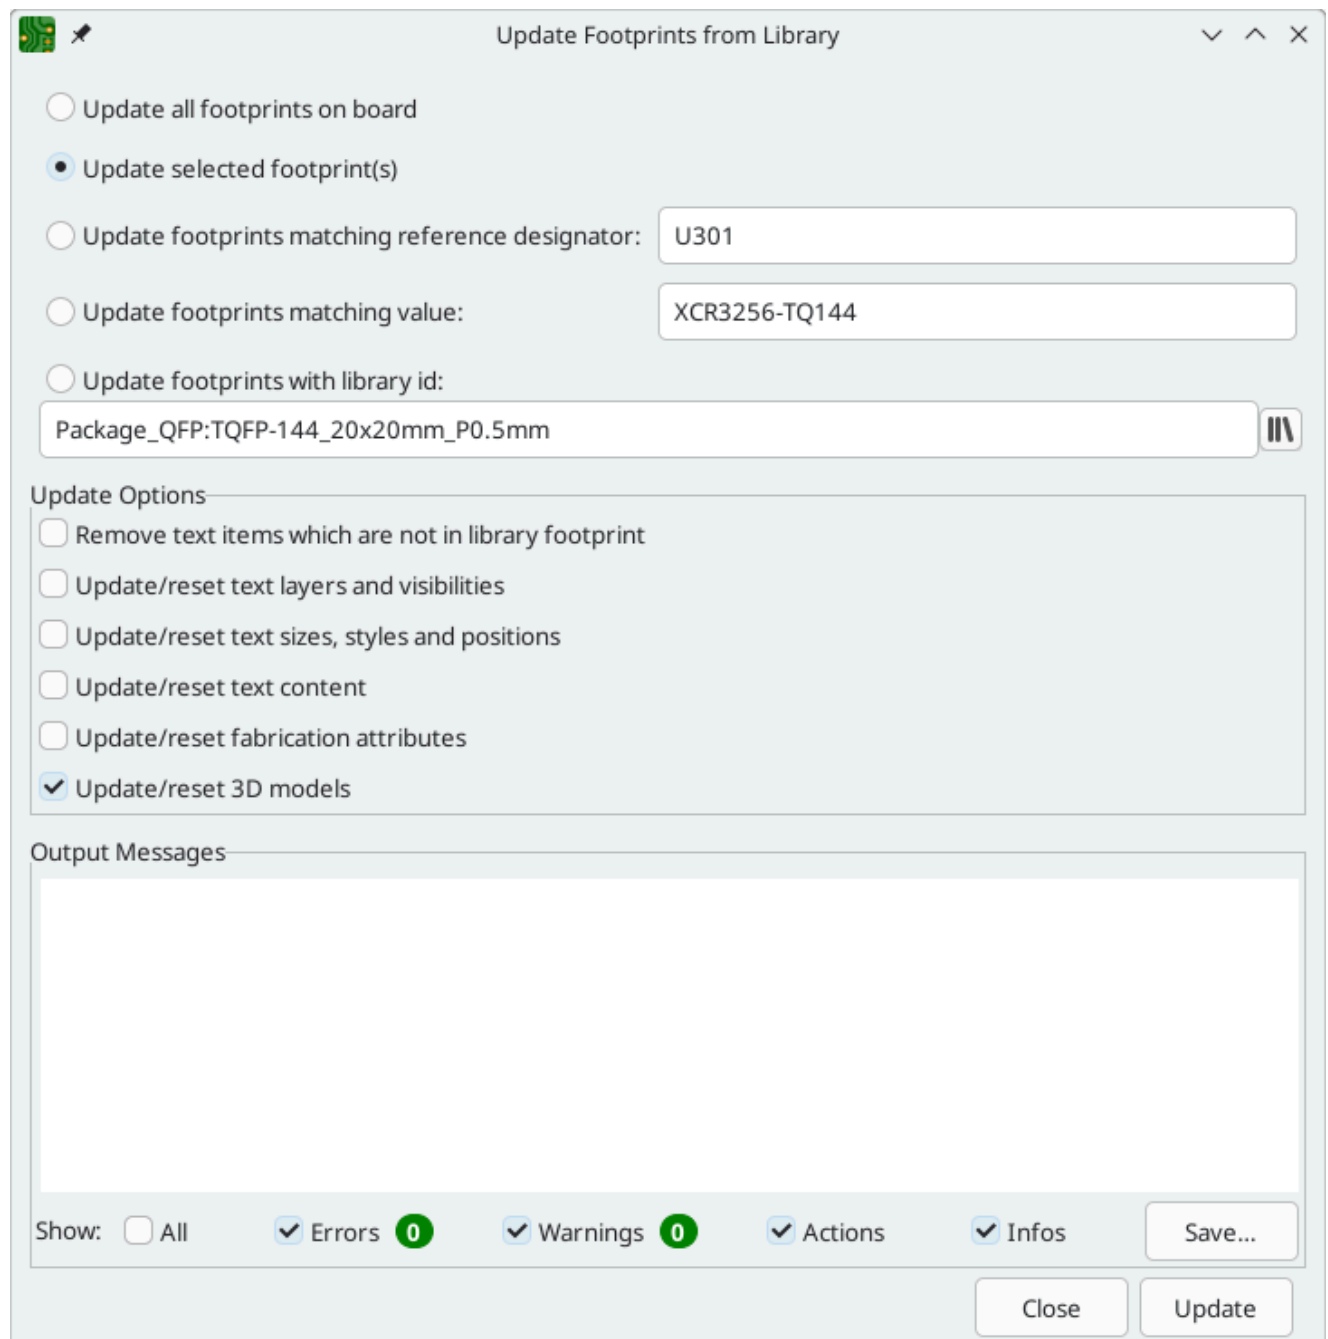 Update Footprints from Library
Update all footprints on board
Update selected footprint(s)
Update footprints matching reference designator: U301
Update footprints matching value: XCR3256-TQ144
Update footprints with library id:
Package_QFP:TQFP-144_20x20mm_P0.5mm
Update Options
Remove text items which are not in library footprint
Update/reset text layers and visibilities
Update/reset text sizes, styles and positions
Update/reset text content
Update/reset fabrication attributes
Update/reset 3D models
Output Messages
Show: All Errors 0 Warnings 0 Actions Infos Save...
Close Update